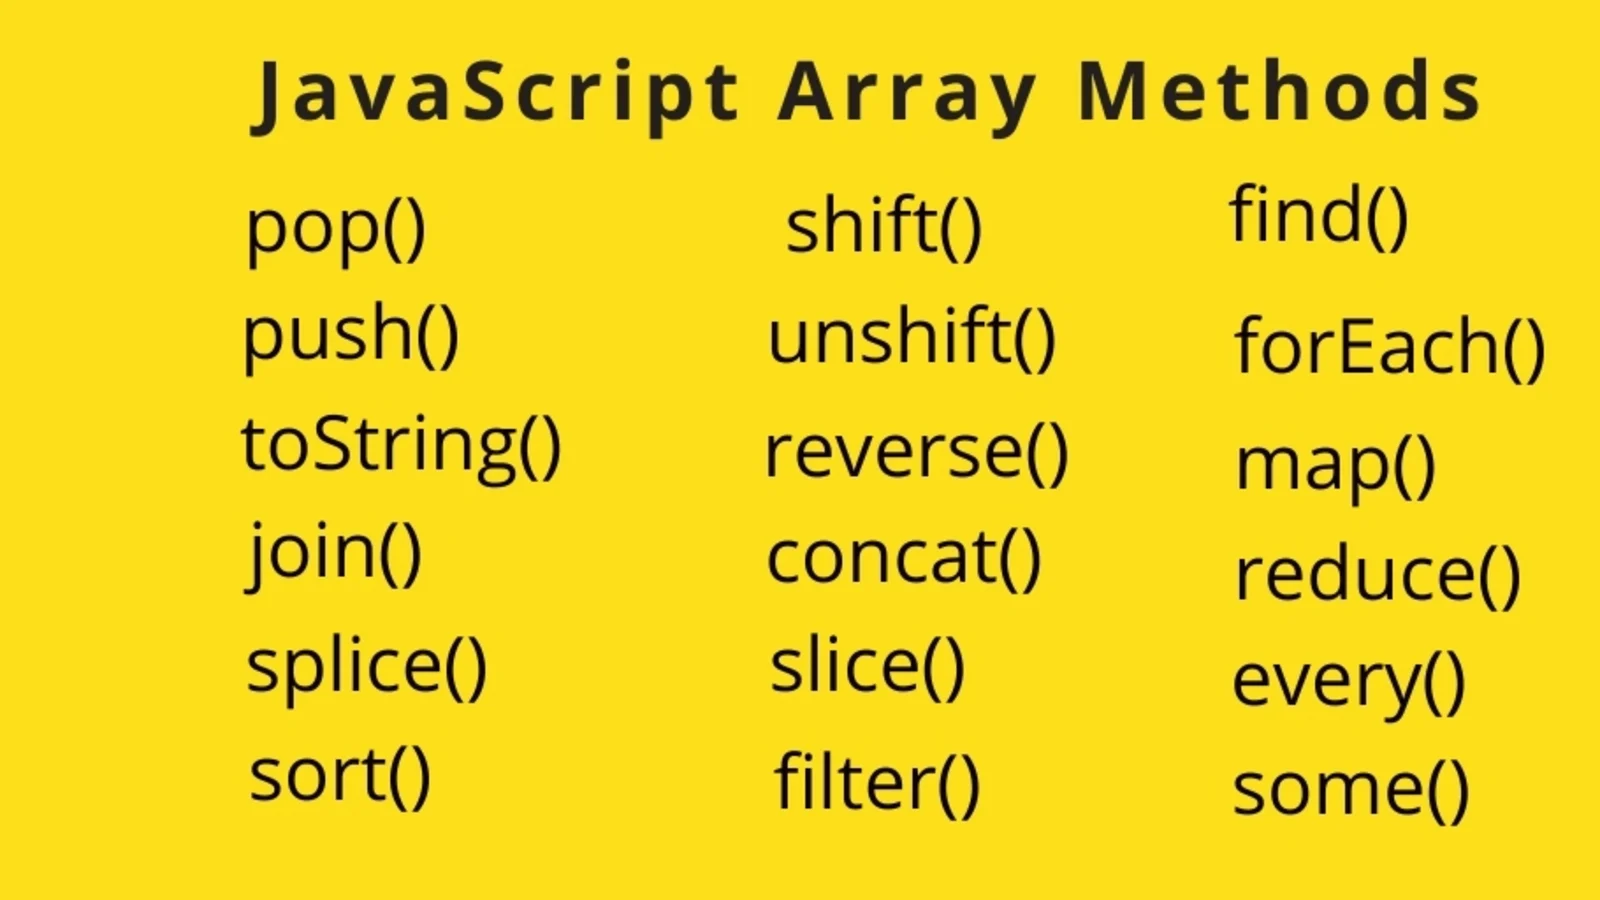 JavaScript Array Methods
pop()
push()
toString()
join()
splice()
sort()
shift()
unshift()
reverse()
concat()
slice()
filter()
find()
forEach()
map()
reduce()
every()
some()